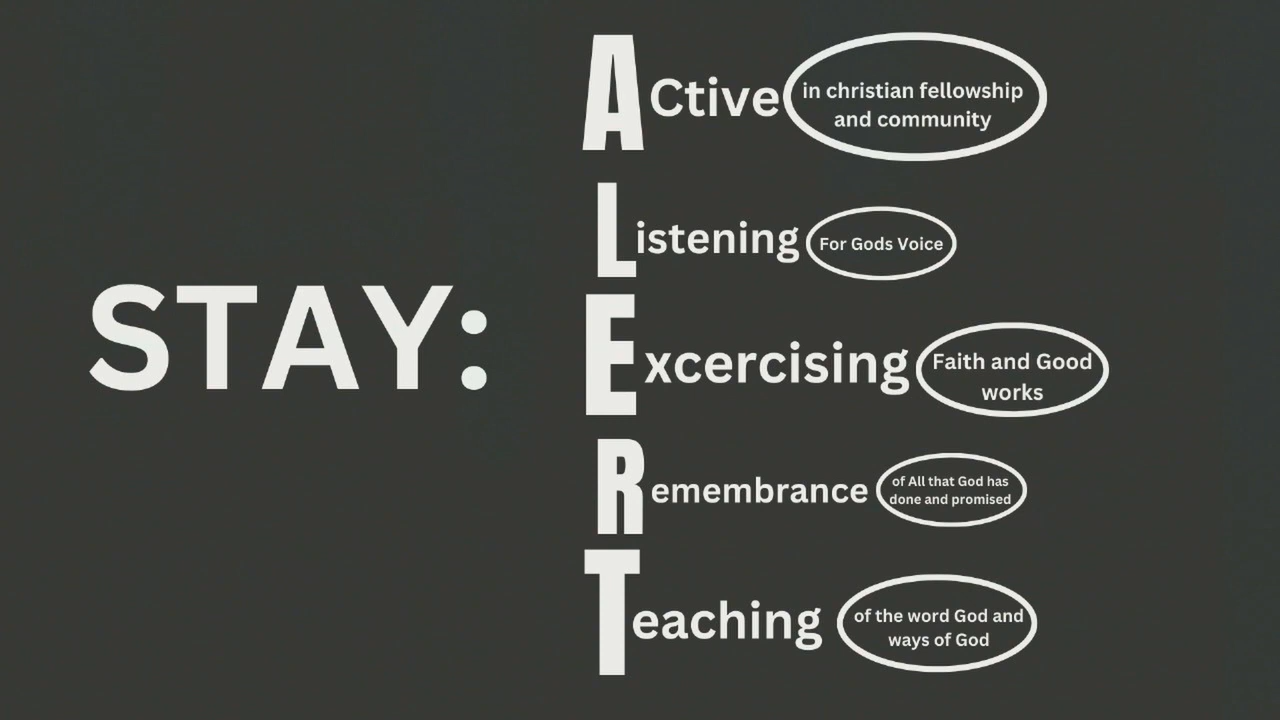 STAY:
ACtive
in christian fellowship
and community
Listening
For Gods Voice
Excercising
Faith and Good
works
Remembrance
of All that God has
done and promised
Teaching
of the word God and
ways of God